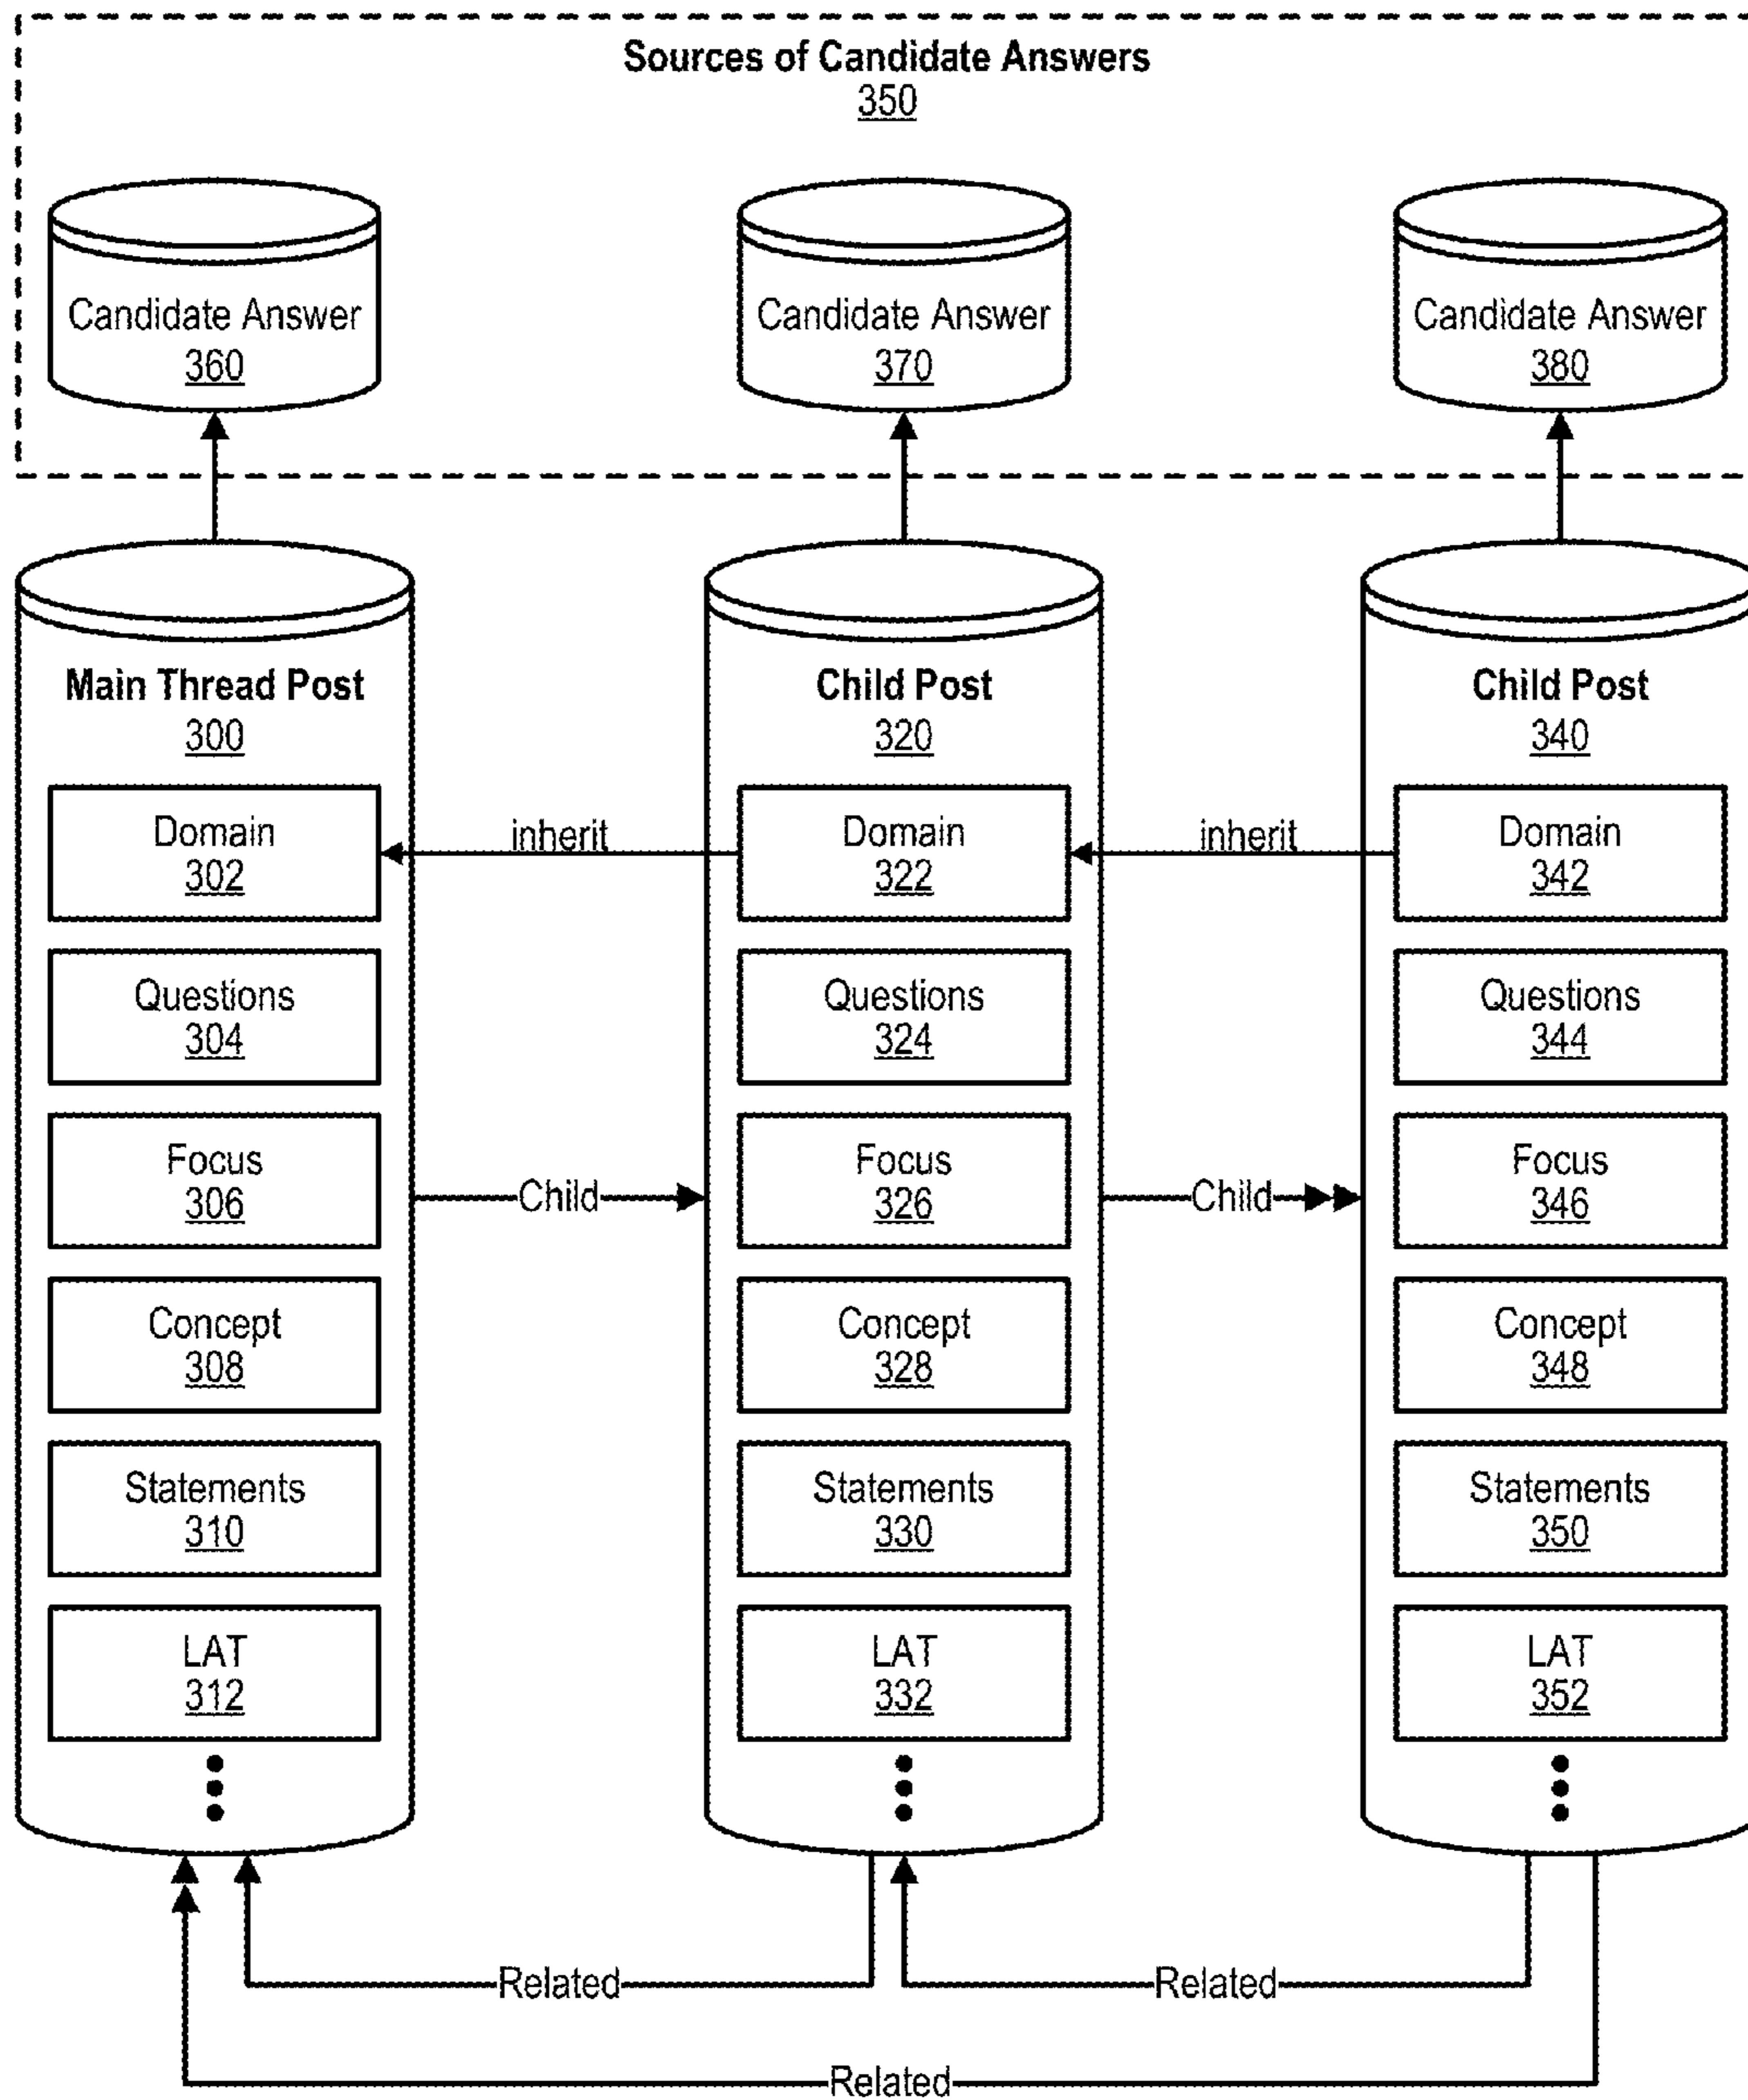 Sources of Candidate Answers
350
Candidate Answer
360
Candidate Answer
370
Candidate Answer
380
Main Thread Post
300
Domain
302
Questions
304
Focus
306
Concept
308
Statements
310
LAT
312
inherit
Child
Child Post
320
Domain
322
Questions
324
Focus
326
Concept
328
Statements
330
LAT
332
inherit
Child
Child Post
340
Domain
342
Questions
344
Focus
346
Concept
348
Statements
350
LAT
352
Related
Related
Related